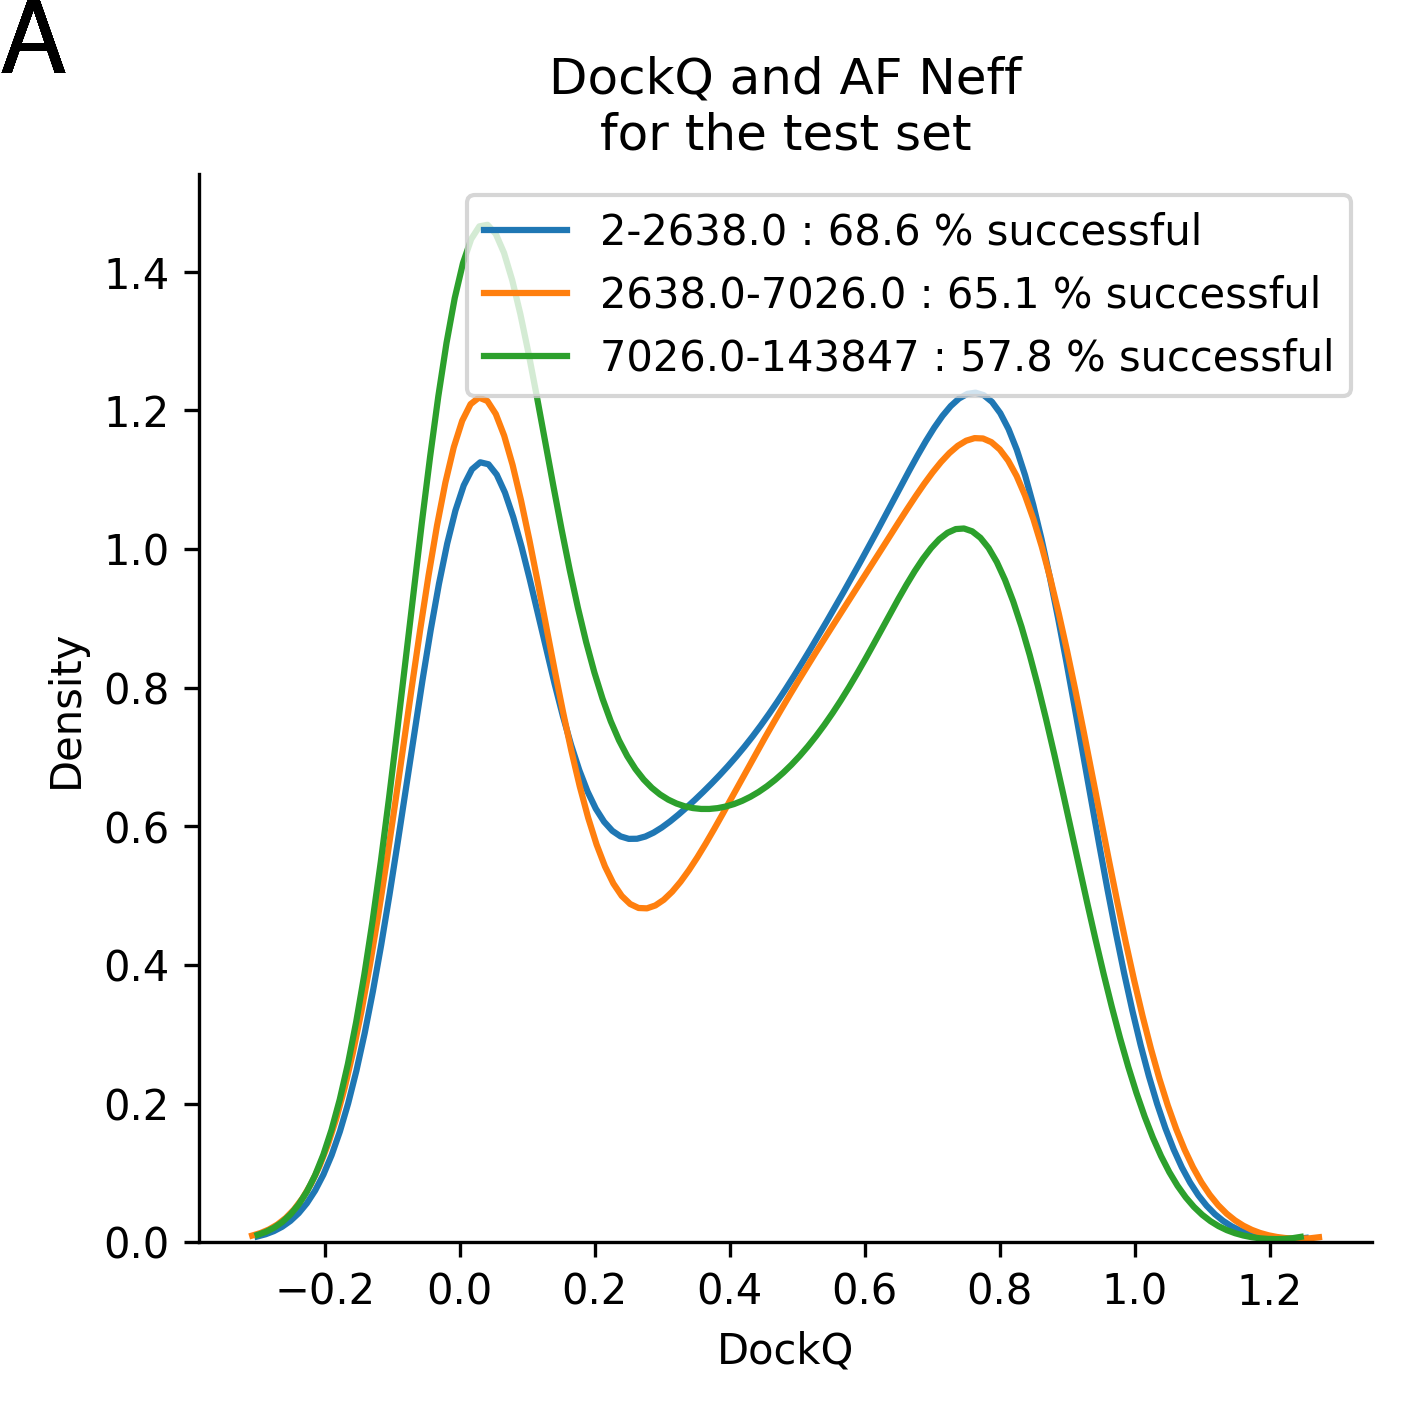 A
DockQ and AF Neff
for the test set
2-2638.0 : 68.6 % successful
2638.0-7026.0 : 65.1 % successful
7026.0-143847 : 57.8 % successful
1.4
1.2
1.0
0.8
0.6
0.4
0.2
0.0
Density
−0.2 0.0 0.2 0.4 0.6 0.8 1.0 1.2
DockQ